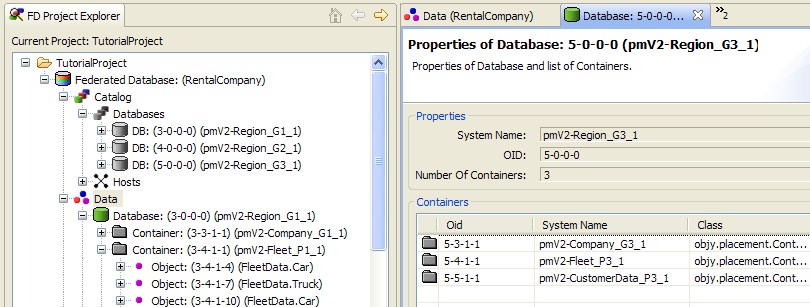 FD Project Explorer
Current Project: TutorialProject
TutorialProject
Federated Database: (RentalCompany)
Catalog
Databases
DB: (3-0-0-0) (pmV2-Region_G1_1)
DB: (4-0-0-0) (pmV2-Region_G2_1)
DB: (5-0-0-0) (pmV2-Region_G3_1)
Hosts
Data
Database: (3-0-0-0) (pmV2-Region_G1_1)
Container: (3-3-1-1) (pmV2-Company_G1_1)
Container: (3-4-1-1) (pmV2-Fleet_P1_1)
Object: (3-4-1-4) (FleetData.Car)
Object: (3-4-1-7) (FleetData.Truck)
Object: (3-4-1-10) (FleetData.Car)
Data (RentalCompany)
Database: 5-0-0-0...
2
Properties of Database: 5-0-0-0 (pmV2-Region_G3_1)
Properties of Database and list of Containers.
Properties
System Name: pmV2-Region_G3_1
OID: 5-0-0-0
Number Of Containers: 3
Containers
Oid System Name Class
5-3-1-1 pmV2-Company_G3_1 objy.placement.Cont...
5-4-1-1 pmV2-Fleet_P3_1 objy.placement.Cont...
5-5-1-1 pmV2-CustomerData_P3_1 objy.placement.Cont...